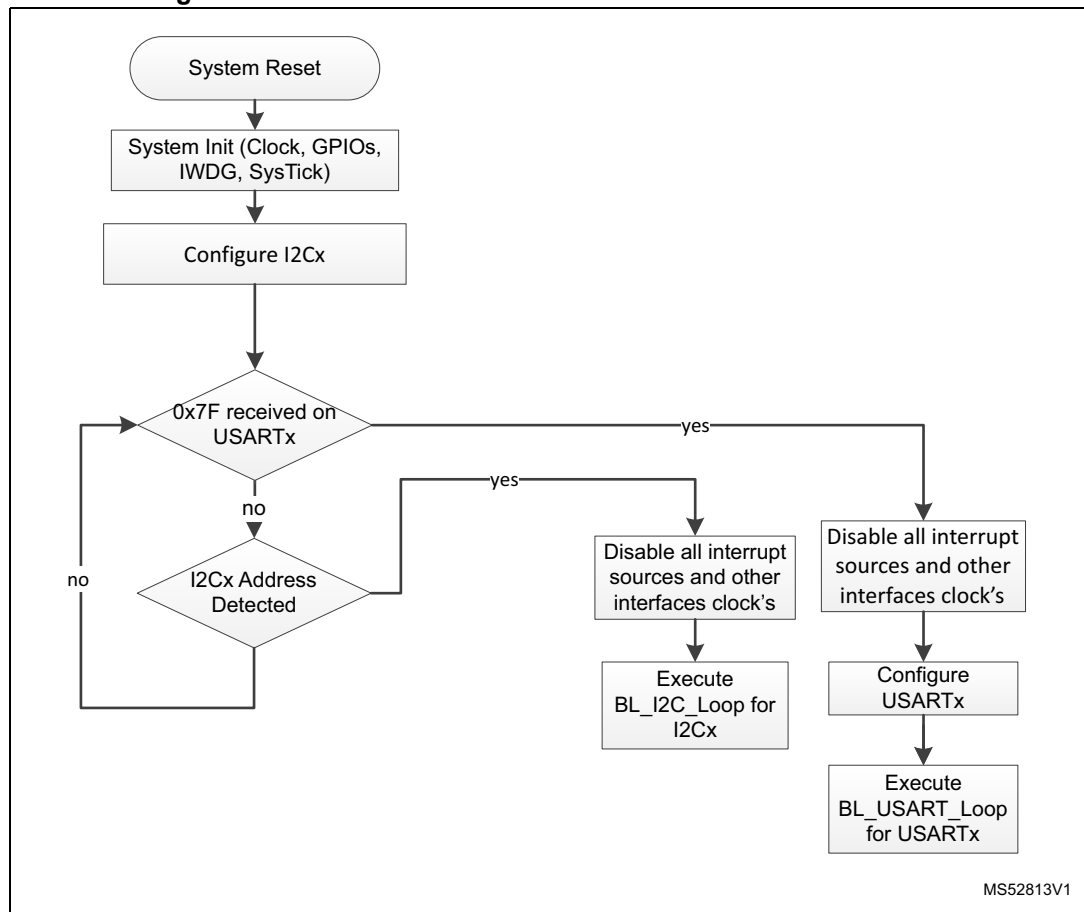 System Reset
System Init (Clock, GPIOs,
IWDG, SysTick)
Configure I2Cx
0x7F received on
USARTx
yes
no
yes
I2Cx Address
Detected
no
Disable all interrupt
sources and other
interfaces clock's
Disable all interrupt
sources and other
interfaces clock's
Execute
BL_I2C_Loop for
I2Cx
Configure
USARTx
Execute
BL_USART_Loop
for USARTx
MS52813V1